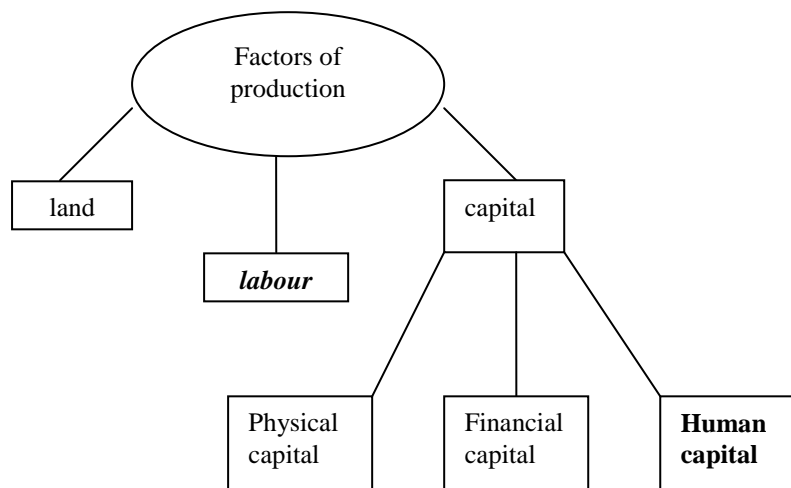 Factors of
production
land
capital
labour
Physical
capital
Financial
capital
Human
capital